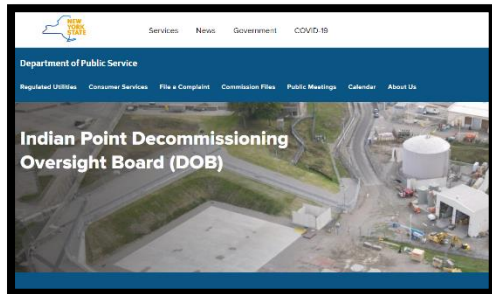 NEW
YORK
STATE
Services News Government COVID-19
Department of Public Service
Regulated Utilities Consumer Services File a Complaint Commission Files Public Meetings Calendar About Us
Indian Point Decommissioning
Oversight Board (DOB)